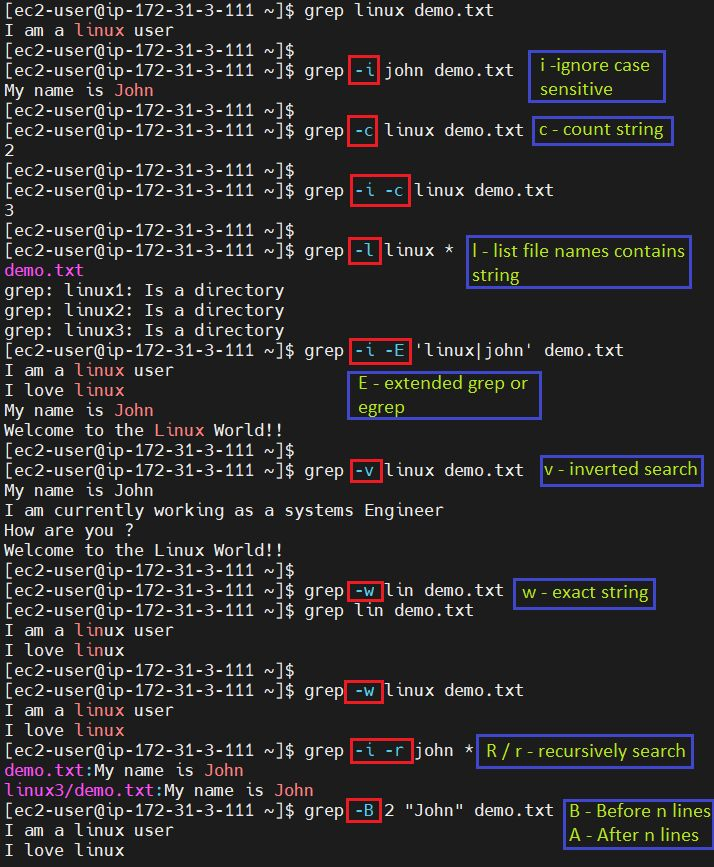 [ec2-user@ip-172-31-3-111 ~]$ grep linux demo.txt
I am a linux user
[ec2-user@ip-172-31-3-111 ~]$
[ec2-user@ip-172-31-3-111 ~]$ grep -i john demo.txt
i -ignore case
sensitive
My name is John
[ec2-user@ip-172-31-3-111 ~]$
[ec2-user@ip-172-31-3-111 ~]$ grep -c linux demo.txt
c - count string
2
[ec2-user@ip-172-31-3-111 ~]$
[ec2-user@ip-172-31-3-111 ~]$ grep -i -c linux demo.txt
3
[ec2-user@ip-172-31-3-111 ~]$
[ec2-user@ip-172-31-3-111 ~]$ grep -l linux *
l - list file names contains
string
demo.txt
grep: linux1: Is a directory
grep: linux2: Is a directory
grep: linux3: Is a directory
[ec2-user@ip-172-31-3-111 ~]$ grep -i -E 'linux|john' demo.txt
I am a linux user
I love linux
My name is John
Welcome to the Linux World!!
E - extended grep or
egrep
[ec2-user@ip-172-31-3-111 ~]$
[ec2-user@ip-172-31-3-111 ~]$ grep -v linux demo.txt
v - inverted search
My name is John
I am currently working as a systems Engineer
How are you ?
Welcome to the Linux World!!
[ec2-user@ip-172-31-3-111 ~]$
[ec2-user@ip-172-31-3-111 ~]$ grep -w lin demo.txt
w - exact string
[ec2-user@ip-172-31-3-111 ~]$ grep lin demo.txt
I am a linux user
I love linux
[ec2-user@ip-172-31-3-111 ~]$
[ec2-user@ip-172-31-3-111 ~]$ grep -w linux demo.txt
I am a linux user
I love linux
[ec2-user@ip-172-31-3-111 ~]$ grep -i -r john *
R / r - recursively search
demo.txt:My name is John
linux3/demo.txt:My name is John
[ec2-user@ip-172-31-3-111 ~]$ grep -B 2 "John" demo.txt
B - Before n lines
A - After n lines
I am a linux user
I love linux